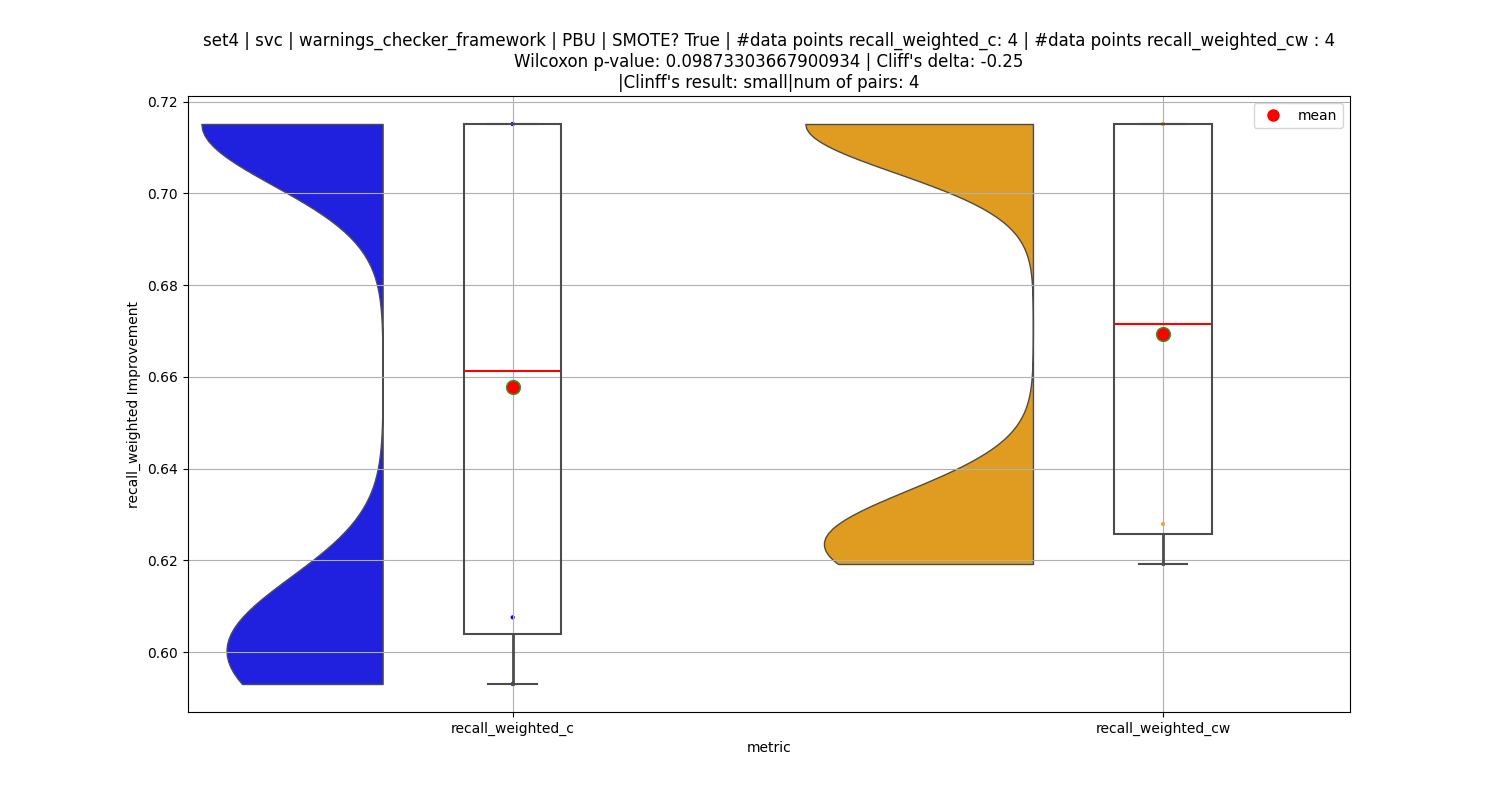 set4 | svc | warnings_checker_framework | PBU | SMOTE? True | #data points recall_weighted_c: 4 | #data points recall_weighted_cw : 4
Wilcoxon p-value: 0.09873303667900934 | Cliff's delta: -0.25
|Clinff's result: small|num of pairs: 4
mean
0.72
0.70
0.68
0.66
0.64
0.62
0.60
recall_weighted Improvement
recall_weighted_c
recall_weighted_cw
metric